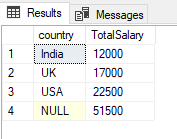 Results Messages
country TotalSalary
1 India 12000
2 UK 17000
3 USA 22500
4 NULL 51500